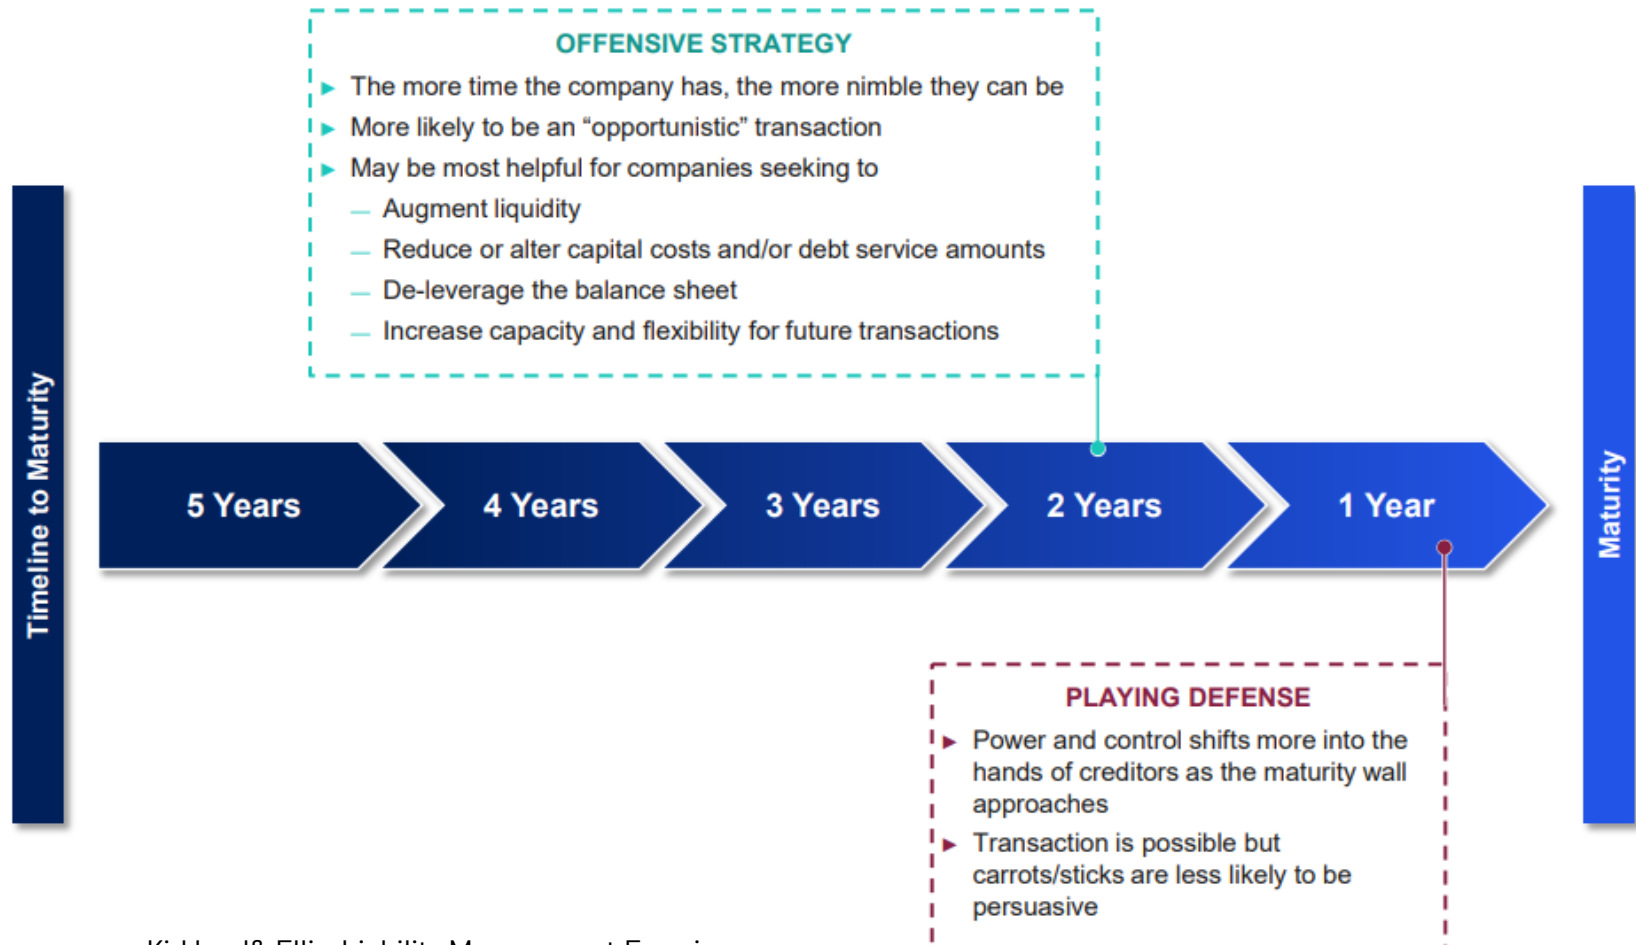 OFFENSIVE STRATEGY
► The more time the company has, the more nimble they can be
► More likely to be an “opportunistic” transaction
► May be most helpful for companies seeking to
— Augment liquidity
— Reduce or alter capital costs and/or debt service amounts
— De-leverage the balance sheet
— Increase capacity and flexibility for future transactions
Timeline to Maturity
5 Years
4 Years
3 Years
2 Years
1 Year
Maturity
PLAYING DEFENSE
► Power and control shifts more into the
hands of creditors as the maturity wall
approaches
► Transaction is possible but
carrots/sticks are less likely to be
persuasive